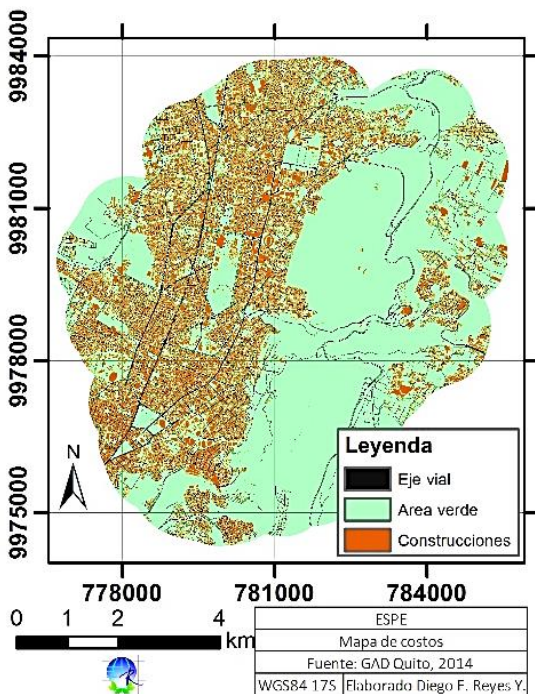 9984000
9981000
9978000
9975000
N
Leyenda
Eje vial
Area verde
Construcciones
778000 781000 784000
0 1 2 4
km
ESPE
Mapa de costos
Fuente: GAD Quito, 2014
WGS84 17S Elaborado Diego F. Reyes Y.